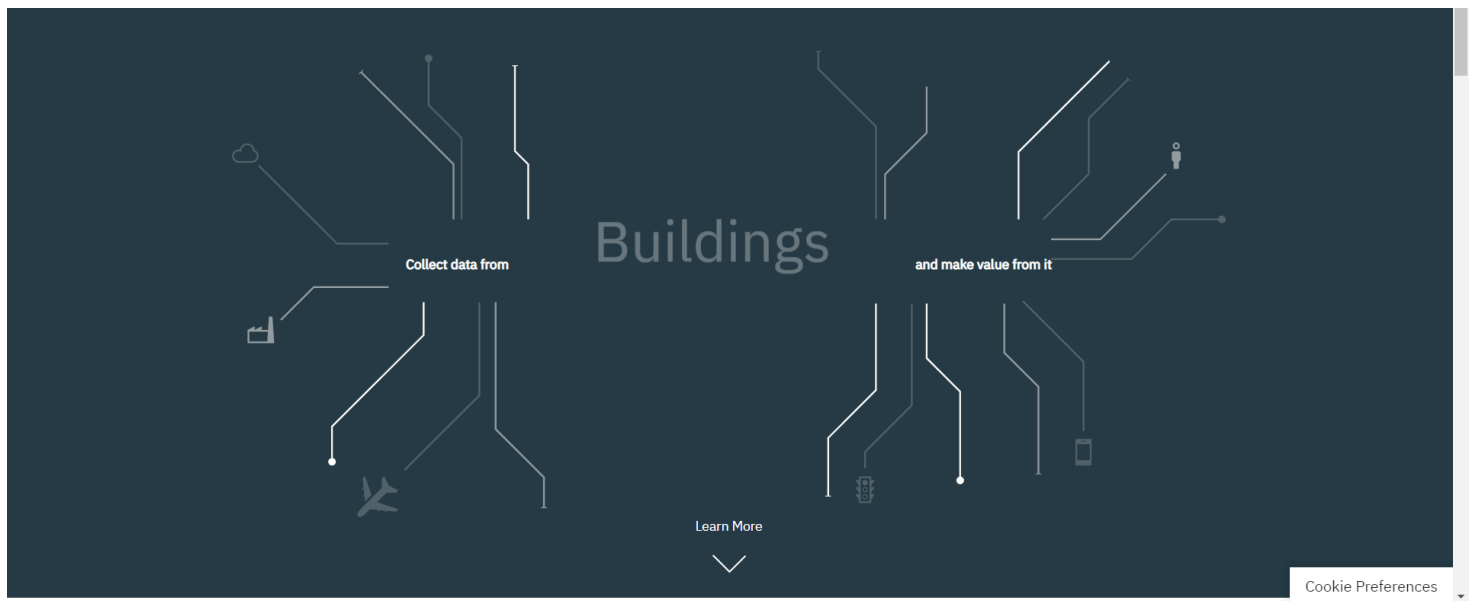 Buildings
Collect data from
and make value from it
Learn More
Cookie Preferences